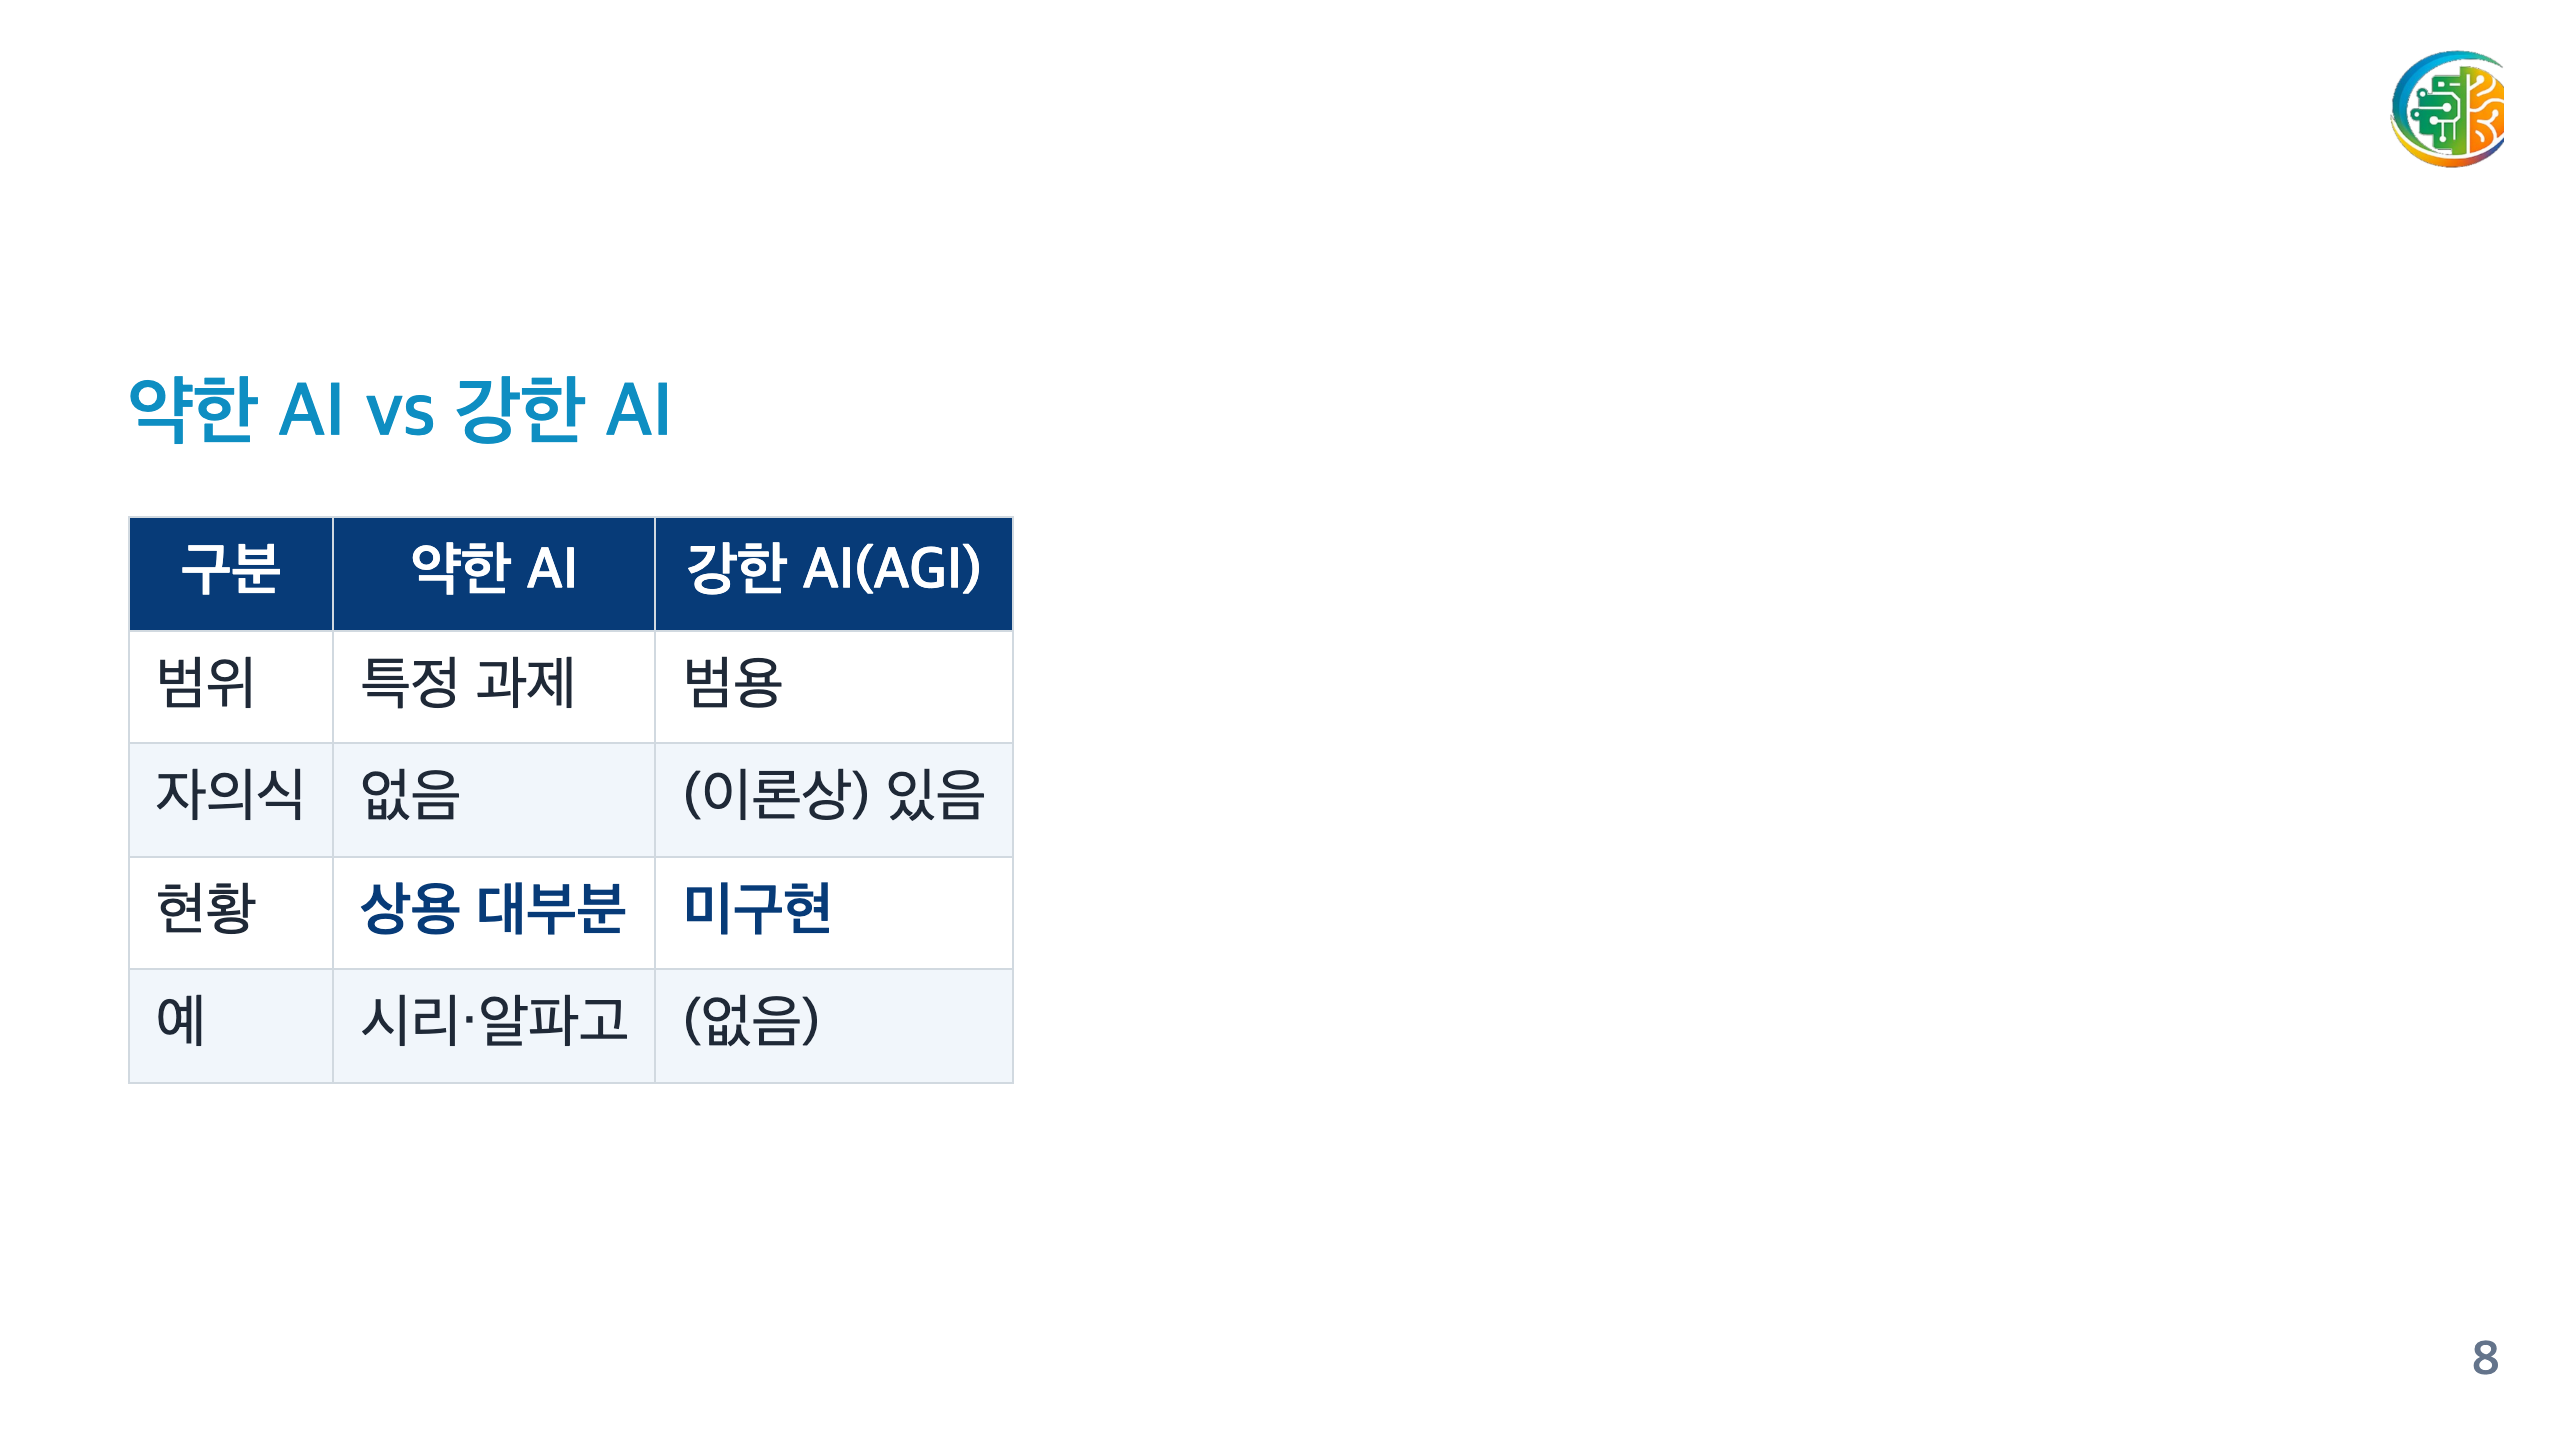 약한 AI vs 강한 AI
구분 약한 AI 강한 AI(AGI)
범위 특정 과제 범용
자의식 없음 (이론상) 있음
현황 상용 대부분 미구현
예 시리·알파고 (없음)
8